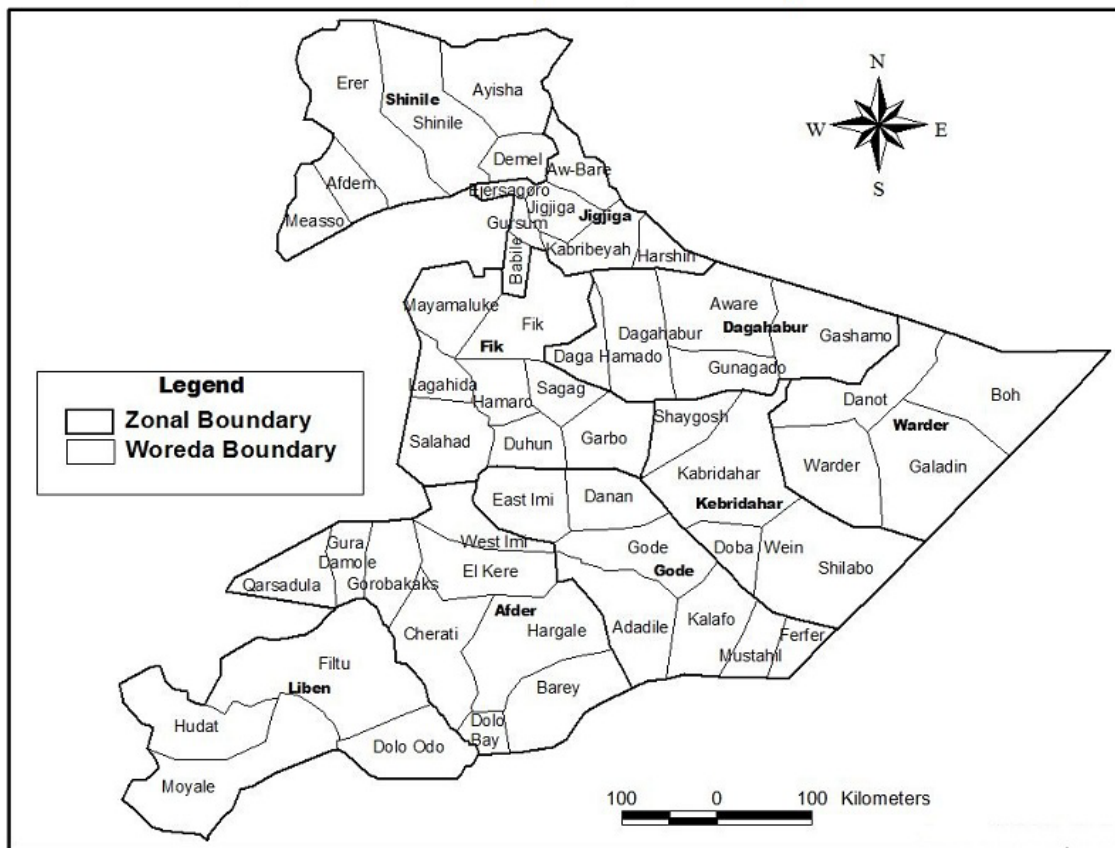 N
W
E
S
Erer
Shinile
Shinile
Ayisha
Demel
Aw-Bare
Afdem
Measso
Ejersagoro
Jigjiga
Jigjiga
Gursum
Babile
Kabribeyah
Harshin
Mayamaluke
Fik
Fik
Aware
Dagahabur
Dagahabur
Gashamo
Daga Hamado
Gunagado
Legend
Zonal Boundary
Woreda Boundary
Lagahida
Hamaro
Sagag
Salahad
Duhun
Garbo
Shaygosh
Danot
Boh
Warder
Warder
Galadin
Kabridahar
Kebridahar
East Imi
Danan
West Imi
Gode
Gode
Doba
Wein
Shilabo
Gura
Damole
Qarsadula
Gorobakaks
El Kere
Afder
Cherati
Hargale
Adadile
Kalafo
Mustahil
Ferfer
Filtu
Liben
Barey
Hudat
Dolo
Bay
Dolo Odo
Moyale
100 0 100 Kilometers